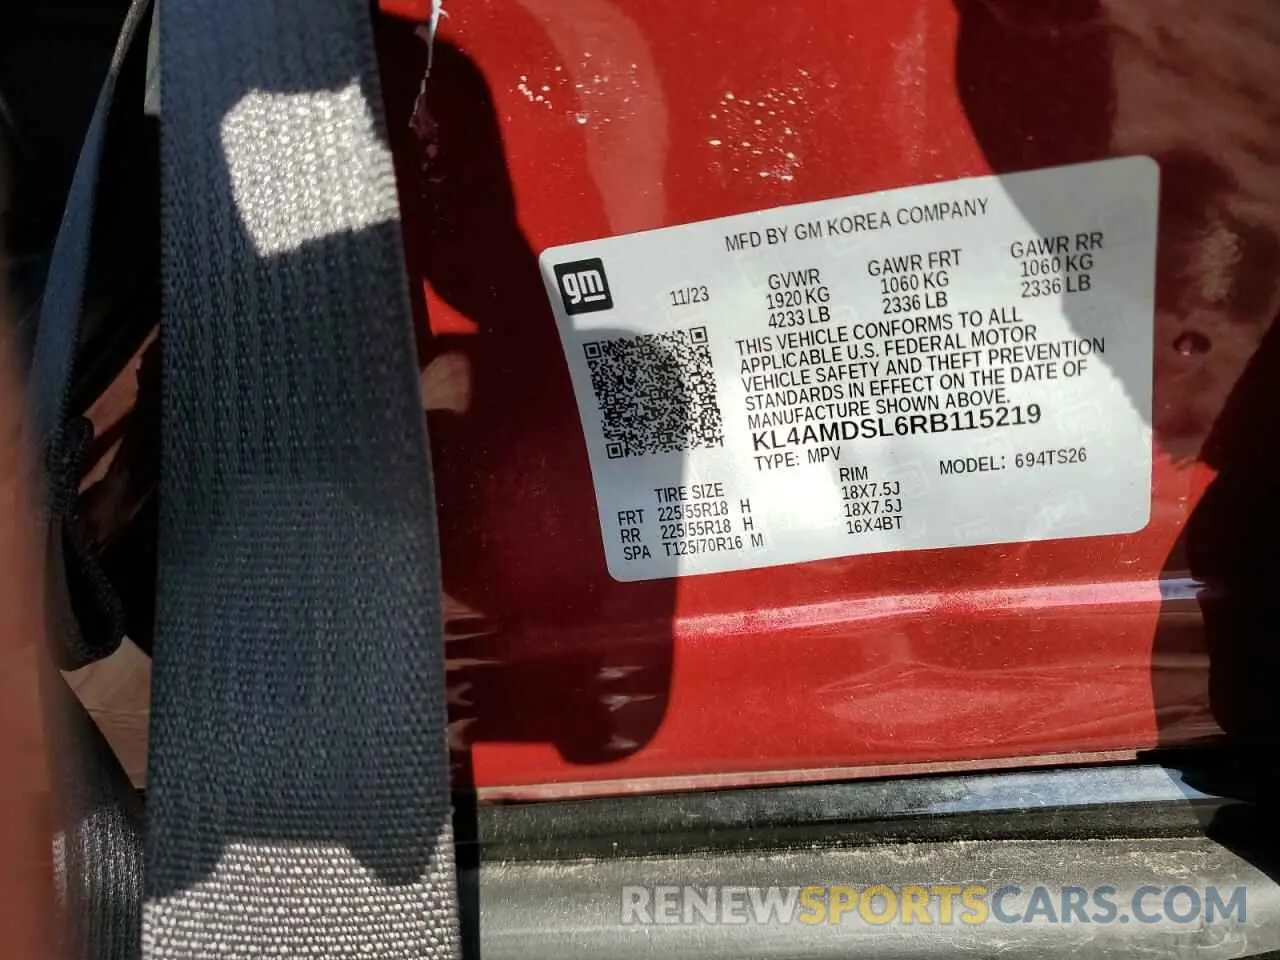 MFD BY GM KOREA COMPANY
gm
11/23
GVWR GAWR FRT GAWR RR
1920 KG 1060 KG 1060 KG
4233 LB 2336 LB 2336 LB
THIS VEHICLE CONFORMS TO ALL
APPLICABLE U.S. FEDERAL MOTOR
VEHICLE SAFETY AND THEFT PREVENTION
STANDARDS IN EFFECT ON THE DATE OF
MANUFACTURE SHOWN ABOVE.
KL4AMDSL6RB115219
TYPE: MPV MODEL: 694TS26
TIRE SIZE RIM
FRT 225/55R18 H 18X7.5J
RR 225/55R18 H 18X7.5J
SPA T125/70R16 M 16X4BT
RENEWSPORTSCARS.COM